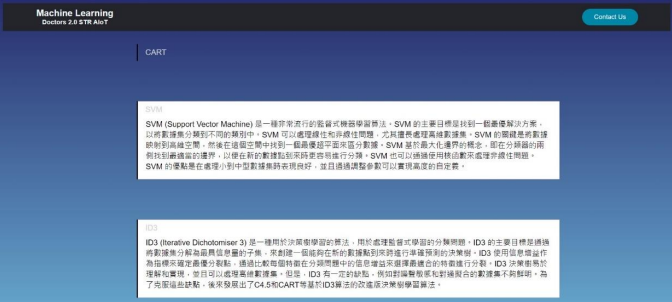 Machine Learning
Doctors 2.0 STR AIoT
Contact Us
CART
SVM
SVM (Support Vector Machine) 是一種非常流行的監督式機器學習算法。SVM 的主要目標是找到一個最優解決方案，
以將數據集分類到不同的類別中。SVM 可以處理線性和非線性問題，尤其擅長處理高維數據集。SVM 的關鍵是將數據
映射到高維空間，然後在這個空間中找到一個最優超平面來區分數據。SVM 基於最大化邊界的概念，即在分類器的兩
側找到最適當的邊界，以便在新的數據點到來時更容易進行分類。SVM 也可以通過使用核函數來處理非線性問題。
SVM 的優點是在處理小到中型數據集時表現良好，並且通過調整參數可以實現高度的自定義。
ID3
ID3 (Iterative Dichotomiser 3) 是一種用於決策樹學習的算法，用於處理監督式學習的分類問題。ID3 的主要目標是通過
將數據集分解為最具信息量的子集，來創建一個能夠在新的數據點到來時進行準確預測的決策樹。ID3 使用信息增益作
為指標來確定最優分裂點，通過比較每個特徵在分類問題中的信息增益來選擇最適合的特徵進行分裂。ID3 決策樹易於
理解和實現，並且可以處理高維數據集。但是，ID3 有一定的缺點，例如對噪聲敏感和對過擬合的數據集不夠鮮明。為
了克服這些缺點，後來發展出了C4.5和CART等基於ID3算法的改進版決策樹學習算法。